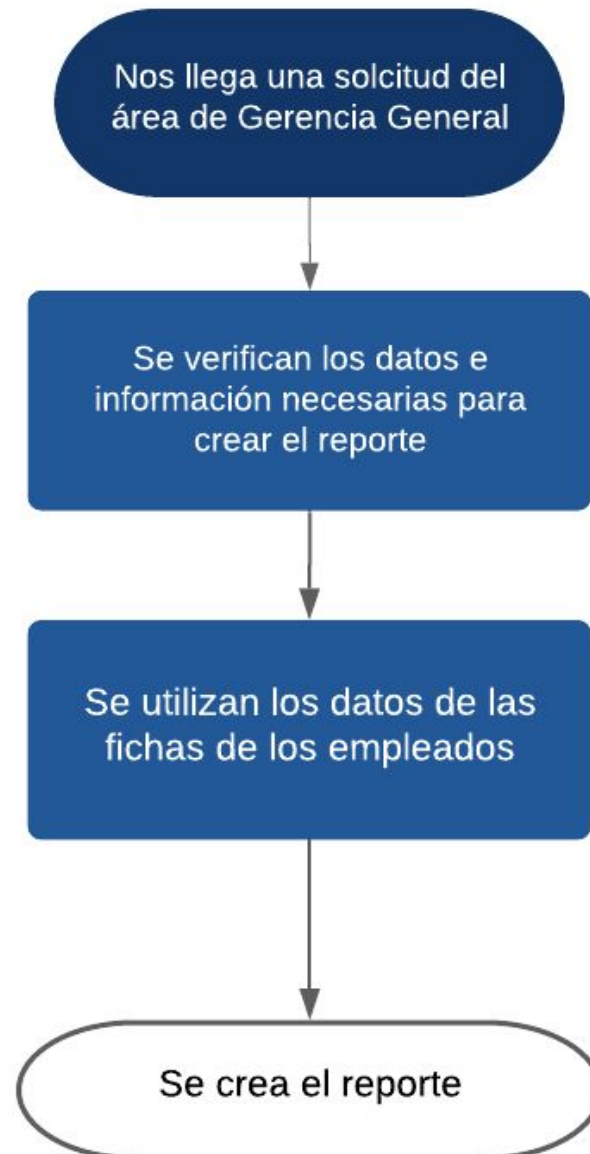 Nos llega una solcitud del
área de Gerencia General
Se verifican los datos e
información necesarias para
crear el reporte
Se utilizan los datos de las
fichas de los empleados
Se crea el reporte